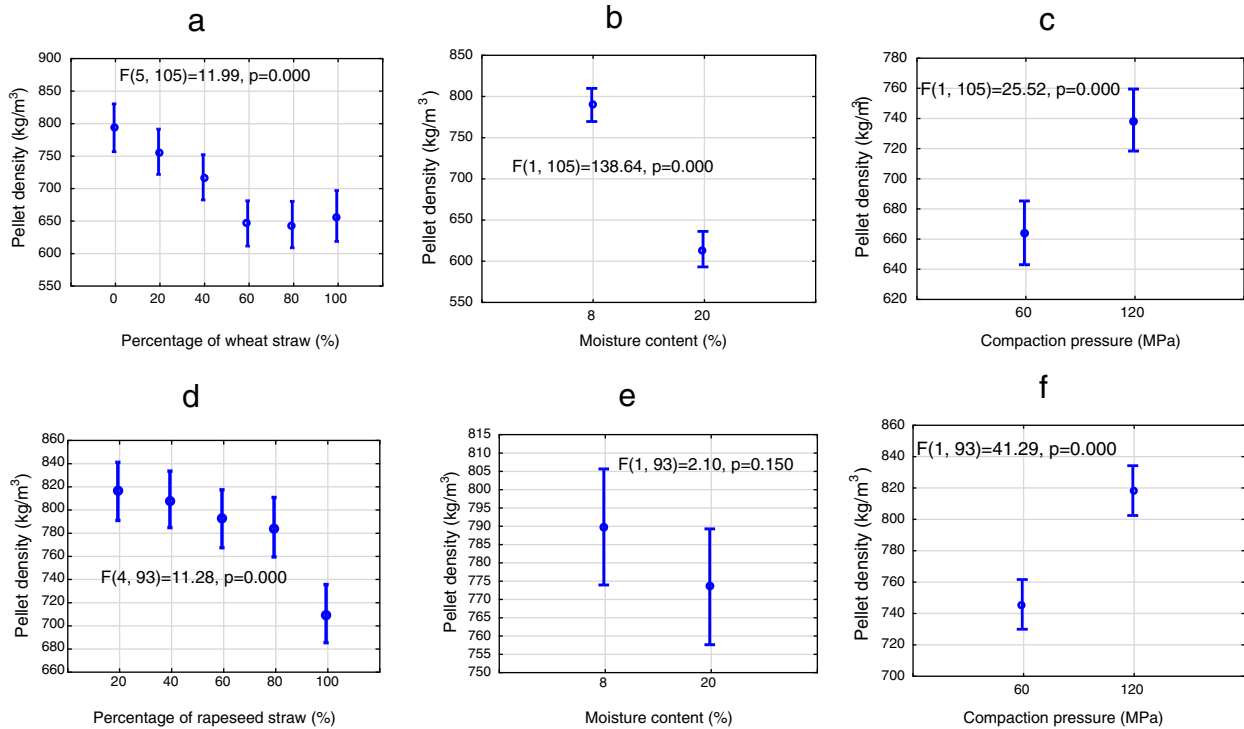 a
F(5, 105)=11.99, p=0.000
Pellet density (kg/m³)
900
850
800
750
700
650
600
550
0 20 40 60 80 100
Percentage of wheat straw (%)
b
F(1, 105)=138.64, p=0.000
Pellet density (kg/m³)
850
800
750
700
650
600
550
8 20
Moisture content (%)
c
F(1, 105)=25.52, p=0.000
Pellet density (kg/m³)
780
760
740
720
700
680
660
640
620
60 120
Compaction pressure (MPa)
d
F(4, 93)=11.28, p=0.000
Pellet density (kg/m³)
860
840
820
800
780
760
740
720
700
680
660
20 40 60 80 100
Percentage of rapeseed straw (%)
e
F(1, 93)=2.10, p=0.150
Pellet density (kg/m³)
815
810
805
800
795
790
785
780
775
770
765
760
755
750
8 20
Moisture content (%)
f
F(1, 93)=41.29, p=0.000
Pellet density (kg/m³)
860
840
820
800
780
760
740
720
700
60 120
Compaction pressure (MPa)